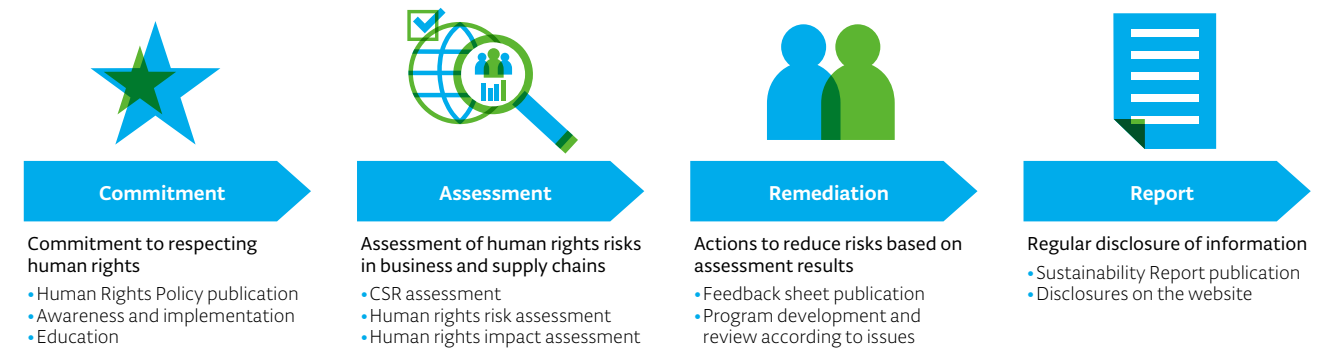 Commitment
Commitment to respecting
human rights
•Human Rights Policy publication
•Awareness and implementation
•Education
Assessment
Assessment of human rights risks
in business and supply chains
•CSR assessment
•Human rights risk assessment
•Human rights impact assessment
Remediation
Actions to reduce risks based on
assessment results
•Feedback sheet publication
•Program development and
review according to issues
Report
Regular disclosure of information
•Sustainability Report publication
•Disclosures on the website